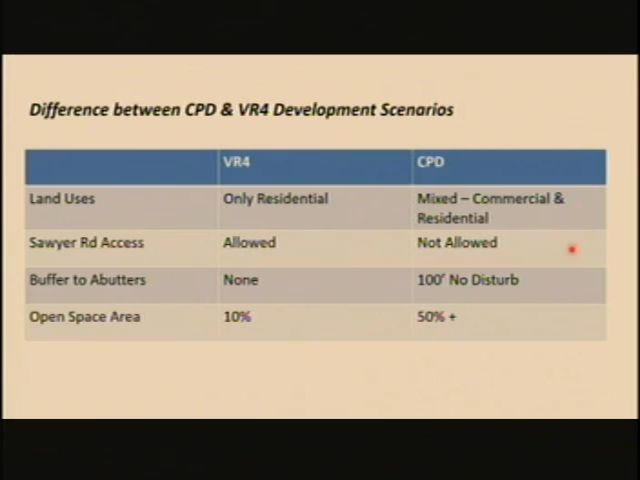 Difference between CPD & VR4 Development Scenarios
VR4 CPD
Land Uses Only Residential Mixed – Commercial &
Residential
Sawyer Rd Access Allowed Not Allowed
Buffer to Abutters None 100' No Disturb
Open Space Area 10% 50% +